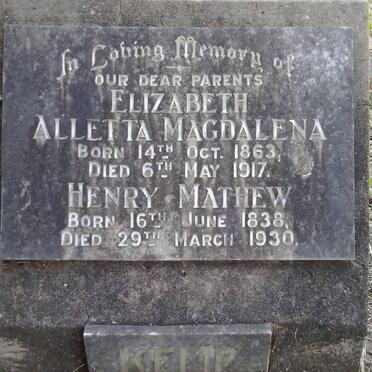 In Loving Memory of
OUR DEAR PARENTS
ELIZABETH
ALLETTA MAGDALENA
BORN 14TH OCT. 1863,
DIED 6TH MAY 1917.
HENRY MATHEW
BORN 16TH JUNE 1838,
DIED 29TH MARCH 1930.
KEMP